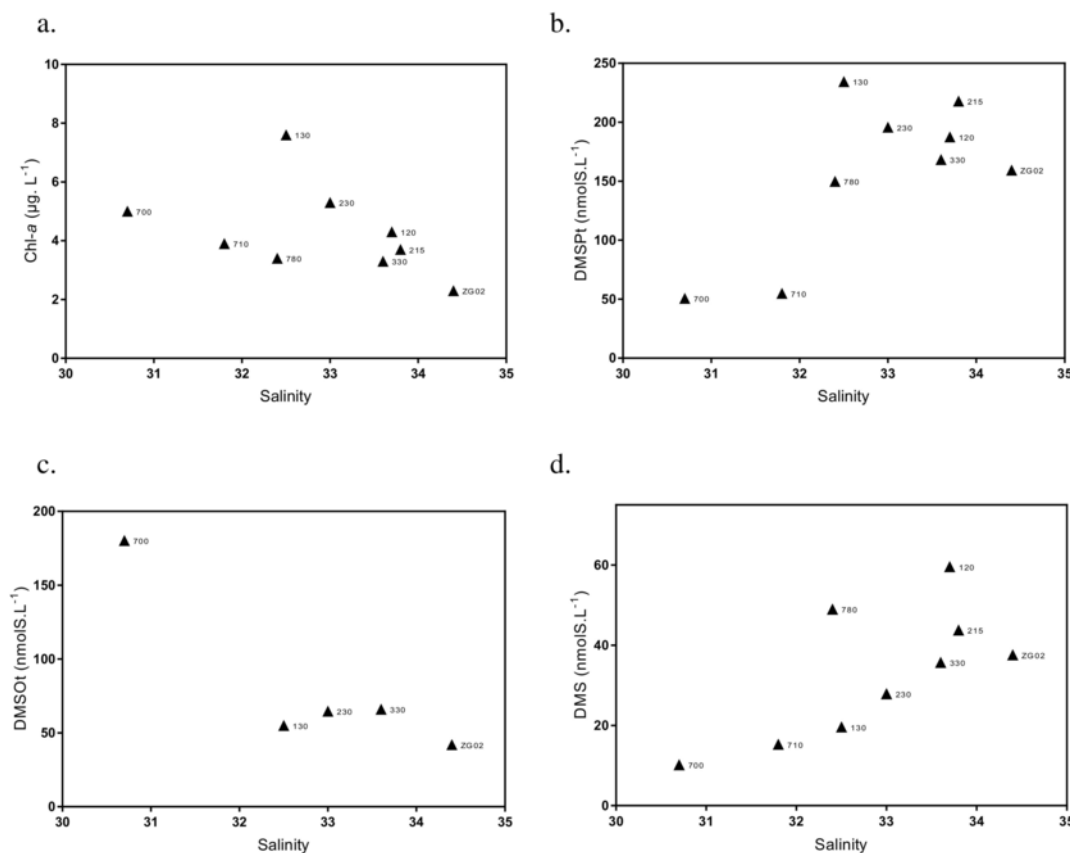 a.
10
8
6
4
2
0
Chl-a (µg. L⁻¹)
130
230
700
120
710
215
780
330
ZG02
30 31 32 33 34 35
Salinity
b.
250
200
150
100
50
0
DMSPt (nmolS.L⁻¹)
130
215
230
120
330
780
ZG02
700
710
30 31 32 33 34 35
Salinity
c.
200
150
100
50
0
DMSOt (nmolS.L⁻¹)
700
130
230
330
ZG02
30 31 32 33 34 35
Salinity
d.
60
40
20
0
DMS (nmolS.L⁻¹)
120
780
215
330
ZG02
230
130
710
700
30 31 32 33 34 35
Salinity